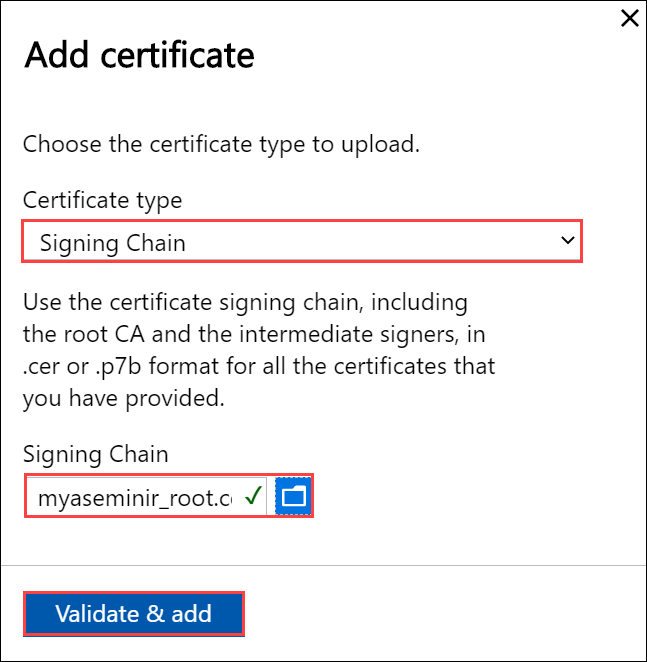 Add certificate
Choose the certificate type to upload.
Certificate type
Signing Chain
Use the certificate signing chain, including
the root CA and the intermediate signers, in
.cer or .p7b format for all the certificates that
you have provided.
Signing Chain
myaseminir_root.c
Validate & add